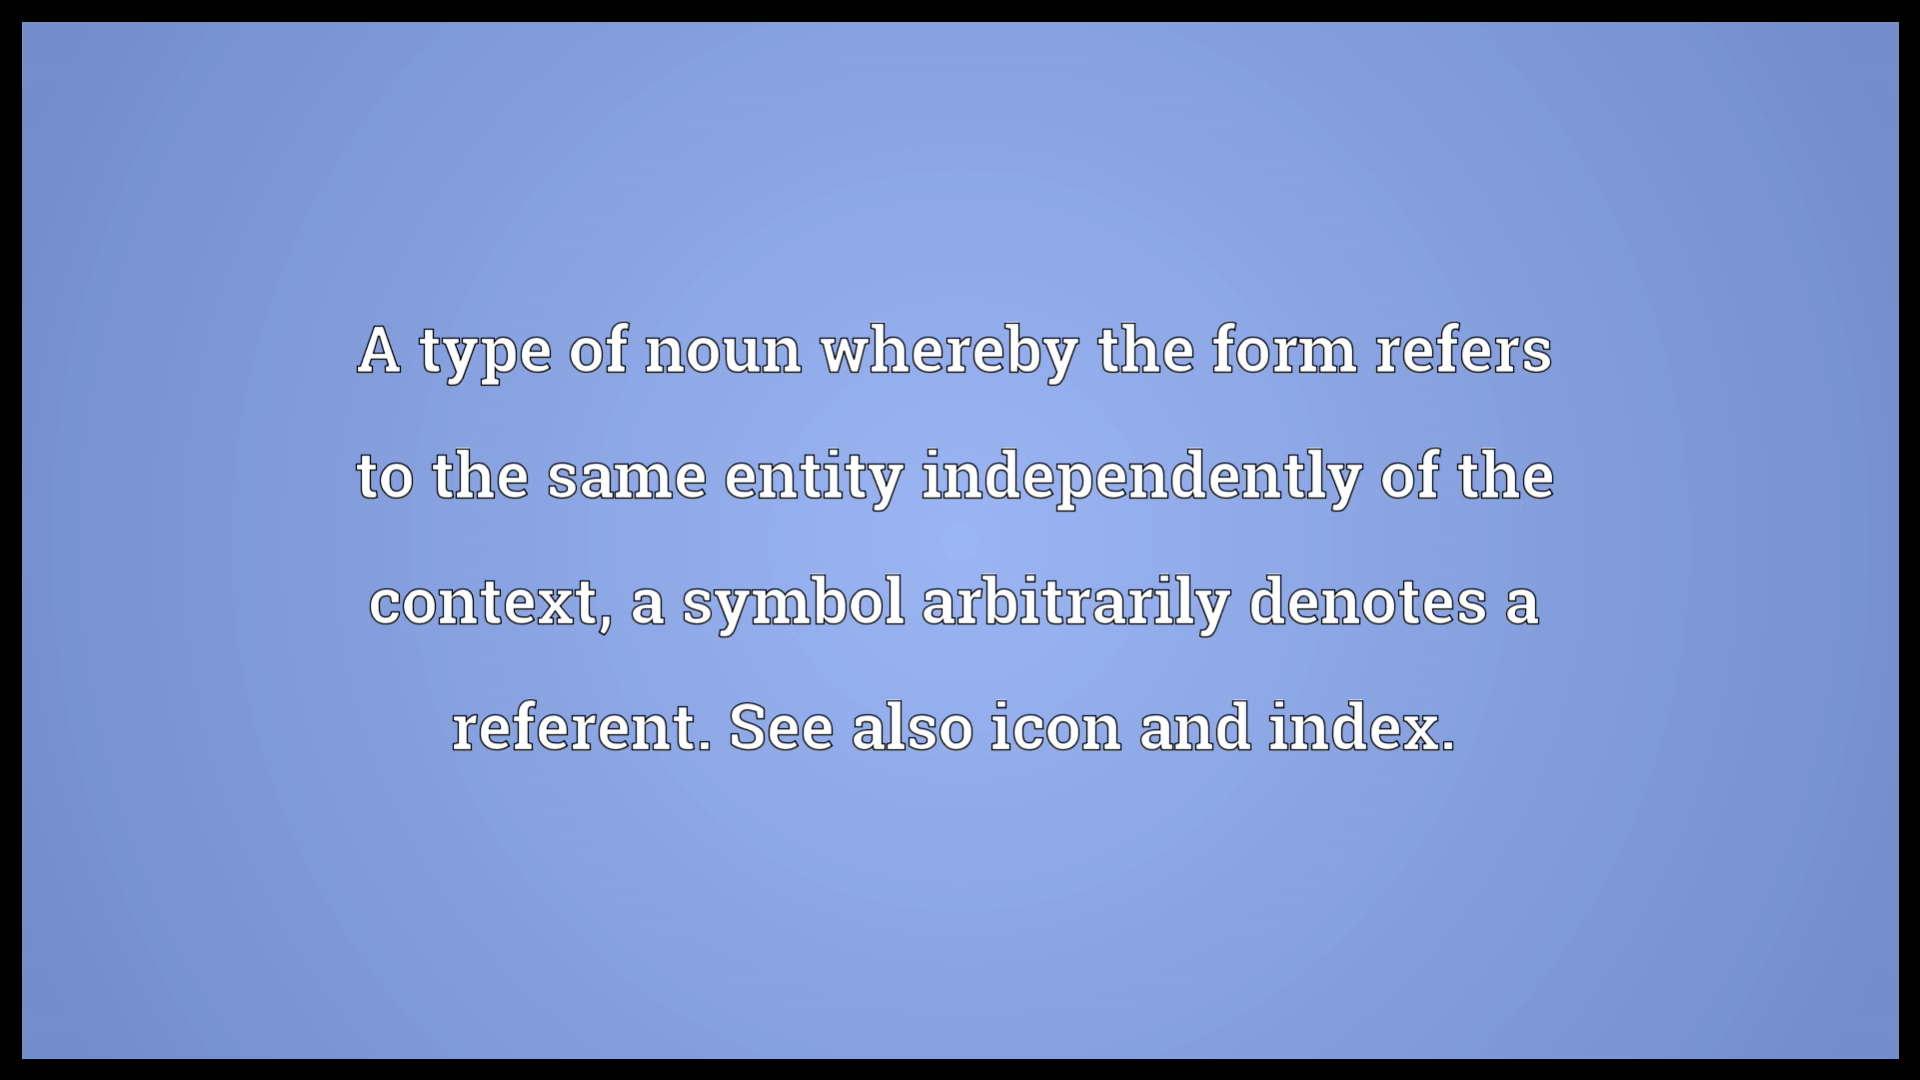 A type of noun whereby the form refers
to the same entity independently of the
context, a symbol arbitrarily denotes a
referent. See also icon and index.